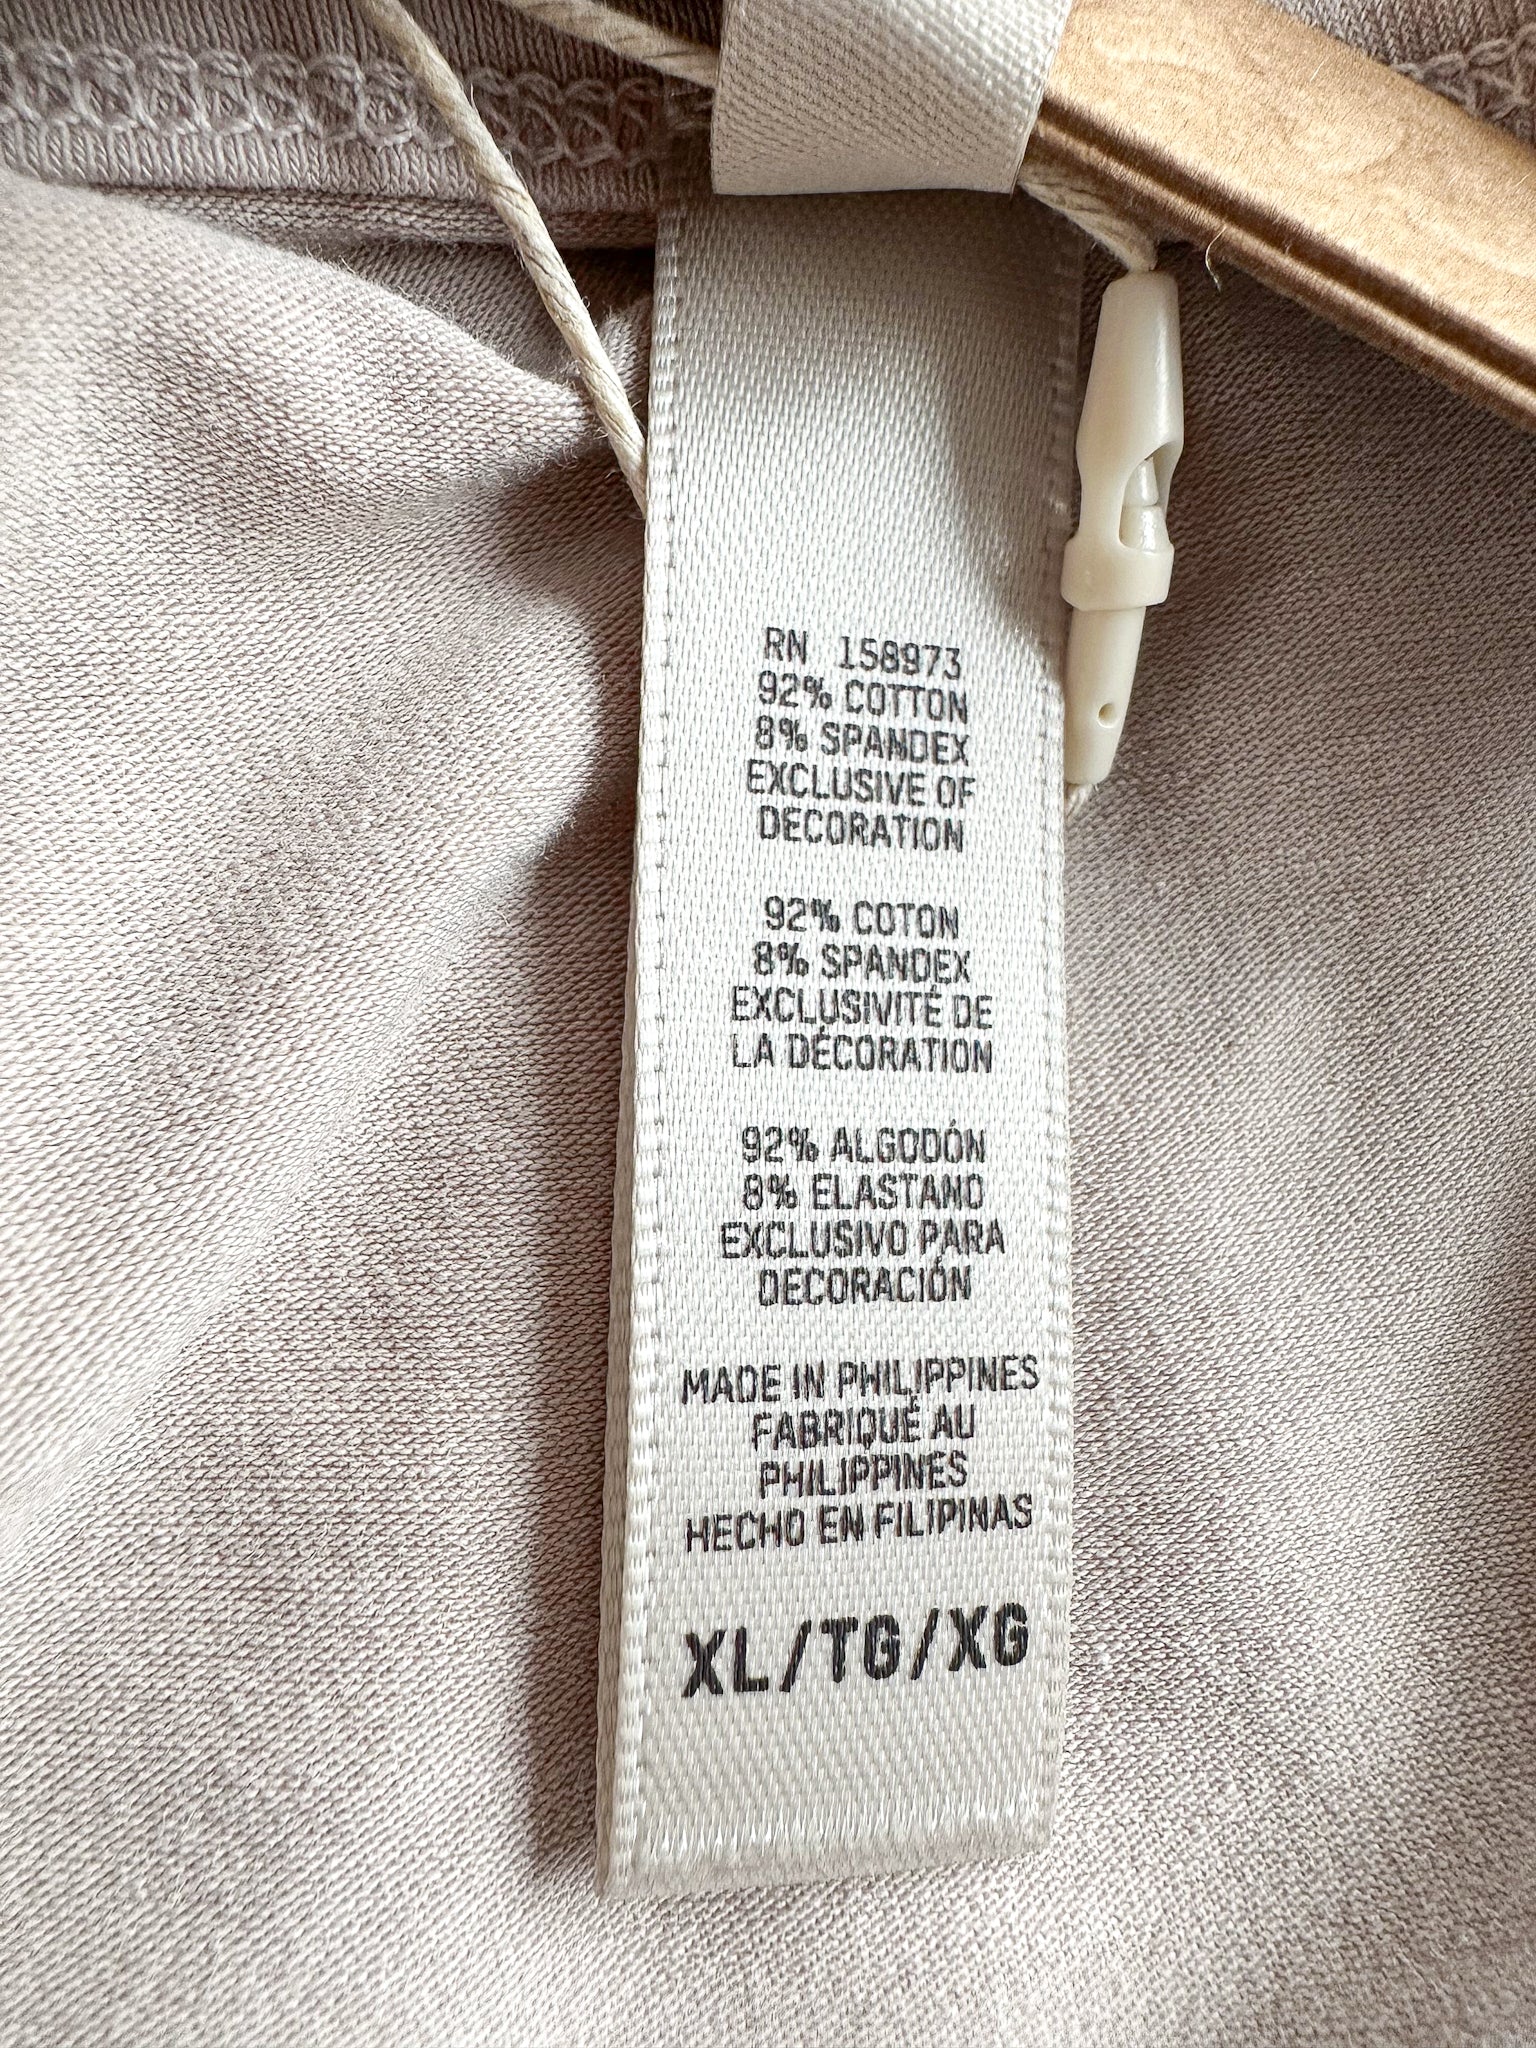 RN 158973
92% COTTON
8% SPANDEX
EXCLUSIVE OF
DECORATION
92% COTON
8% SPANDEX
EXCLUSIVITÉ DE
LA DÉCORATION
92% ALGODÓN
8% ELASTANO
EXCLUSIVO PARA
DECORACIÓN
MADE IN PHILIPPINES
FABRIQUÉ AU
PHILIPPINES
HECHO EN FILIPINAS
XL/TG/XG